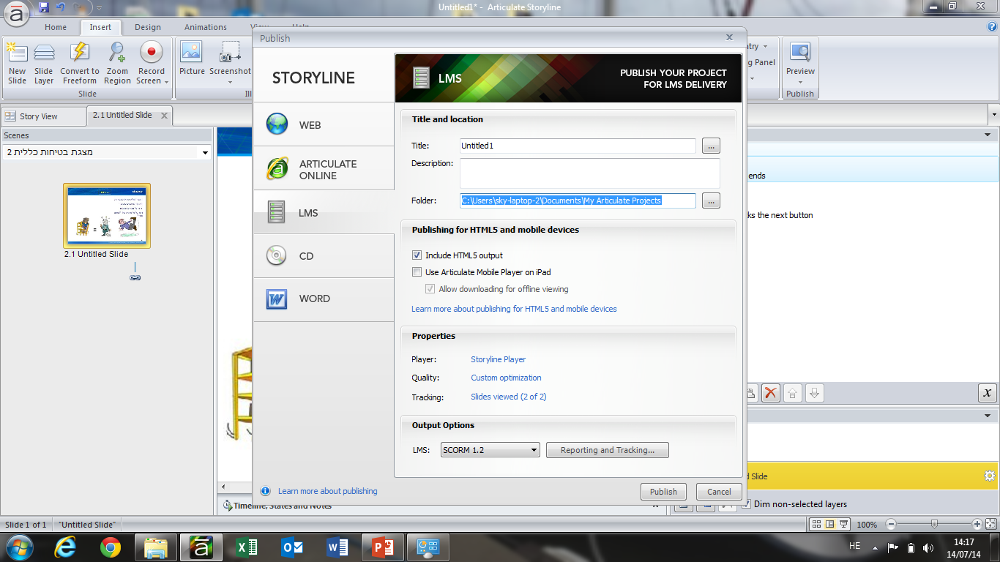 Untitled1* - Articulate Storyline
Home Insert Design Animations View Help
New Slide
Slide Layer
Convert to Freeform
Zoom Region
Record Screen
Slide
Picture
Screenshot
Preview
Publish
Story View
2.1 Untitled Slide
Scenes
2 מצגת בטיחות כללית
2.1 Untitled Slide
Publish
STORYLINE
WEB
ARTICULATE ONLINE
LMS
CD
WORD
LMS
PUBLISH YOUR PROJECT
FOR LMS DELIVERY
Title and location
Title: Untitled1 ...
Description:
Folder: C:\Users\sky-laptop-2\Documents\My Articulate Projects ...
Publishing for HTML5 and mobile devices
Include HTML5 output
Use Articulate Mobile Player on iPad
Allow downloading for offline viewing
Learn more about publishing for HTML5 and mobile devices
Properties
Player: Storyline Player
Quality: Custom optimization
Tracking: Slides viewed (2 of 2)
Output Options
LMS: SCORM 1.2 Reporting and Tracking...
Learn more about publishing
Publish Cancel
ntry
g Panel
ends
ks the next button
d Slide
Timeline, States and Notes
Dim non-selected layers
Slide 1 of 1 "Untitled Slide" 100%
HE 14:17
14/07/14